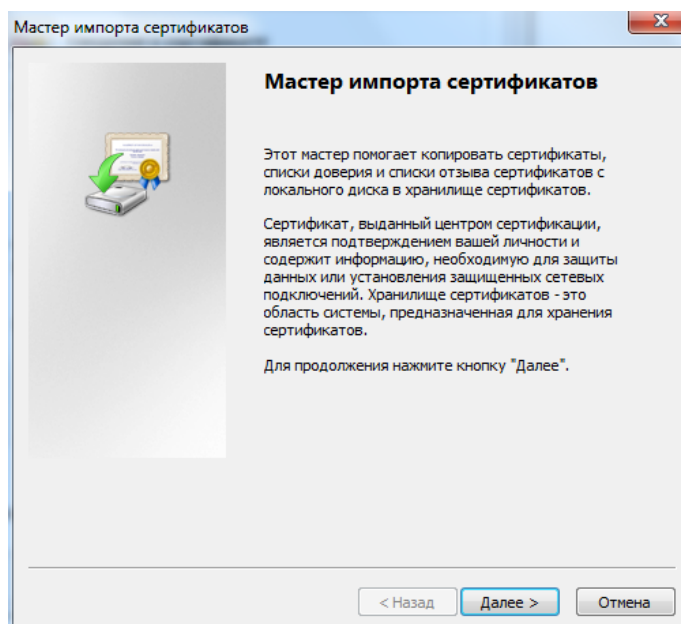 Мастер импорта сертификатов
Мастер импорта сертификатов
Этот мастер помогает копировать сертификаты,
списки доверия и списки отзыва сертификатов с
локального диска в хранилище сертификатов.
Сертификат, выданный центром сертификации,
является подтверждением вашей личности и
содержит информацию, необходимую для защиты
данных или установления защищенных сетевых
подключений. Хранилище сертификатов - это
область системы, предназначенная для хранения
сертификатов.
Для продолжения нажмите кнопку "Далее".
< Назад Далее > Отмена